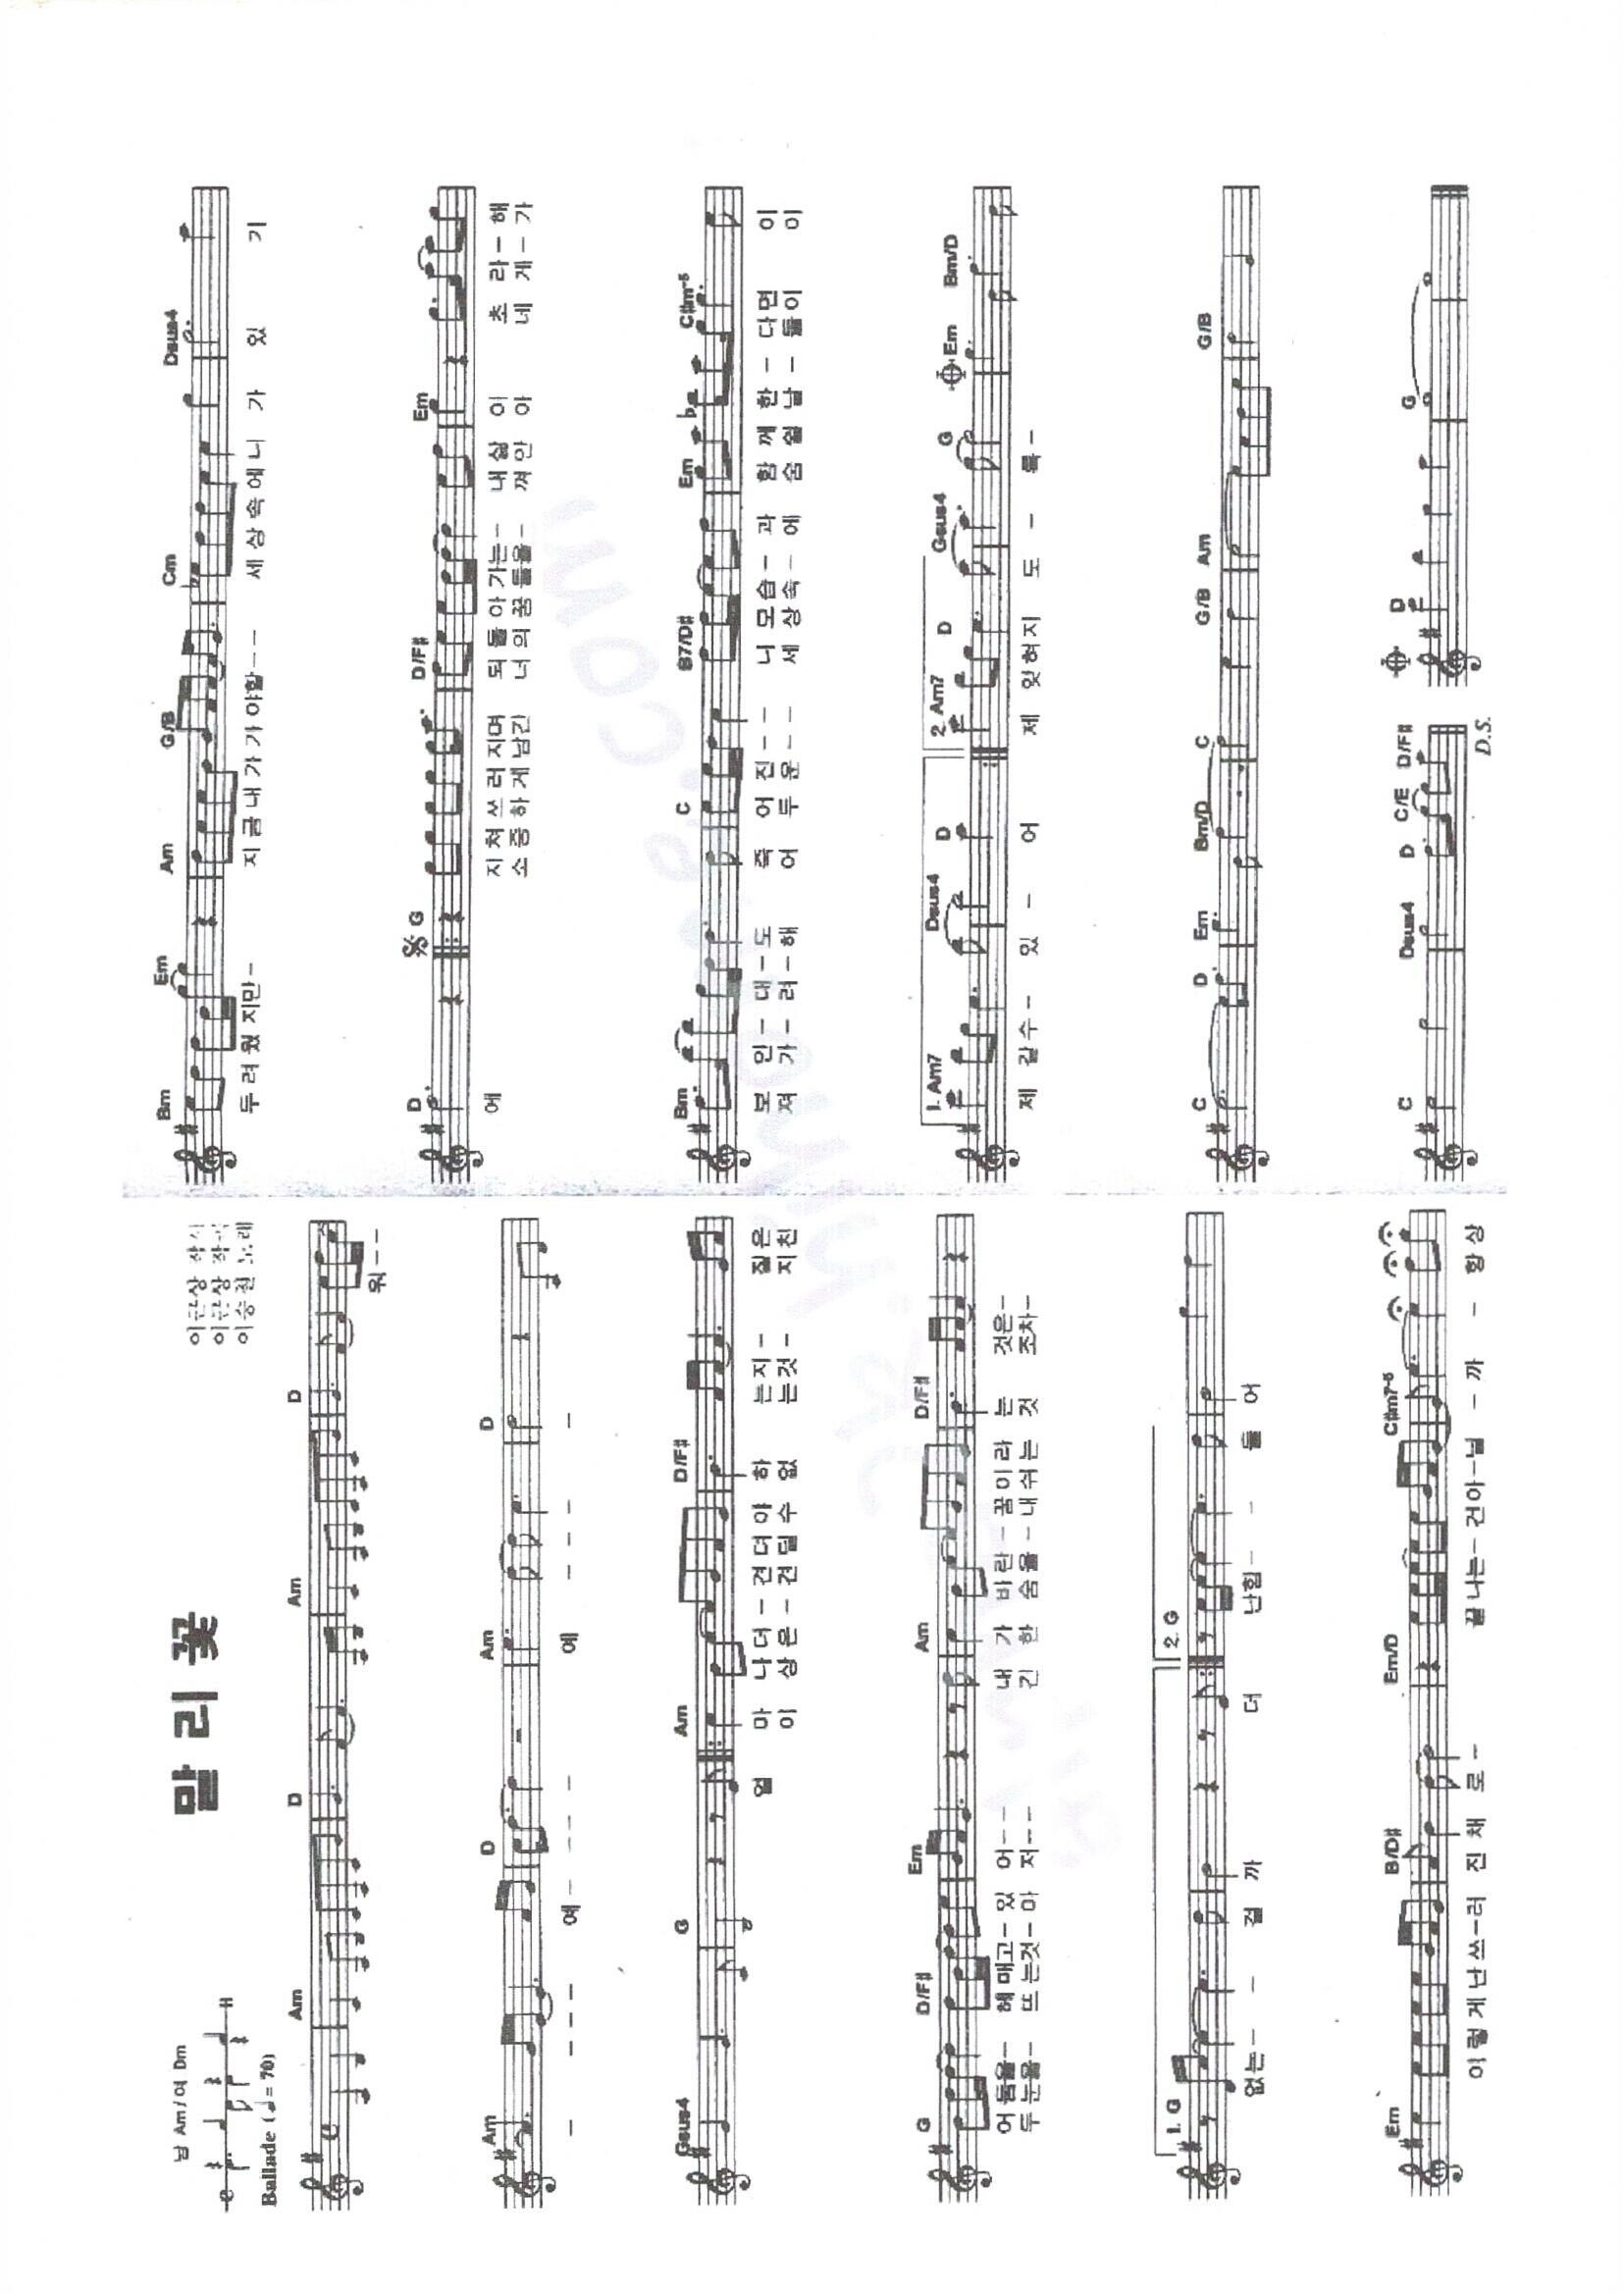 남 Am / 여 Dm
말리꽃
이근상 작사
이근상 작곡
이승철 노래
Ballade (♩= 70)
Am D Am D
워 - -
Am D Am D
- - - - 예 - - - - 예 - - - -
Gsus4 G Am D/F♯
얼 마 나더-견뎌야 하 는지- 짙은
이 상은-견딜수 없 는것- 지친
G D/F♯ Em Am D/F♯
어둠을- 헤매고-있 어-- 내 가 바란-꿈이라 는 것은-
두눈을- 뜨는것-마 저-- 긴 한 숨을-내쉬는 것 조차-
1. G 2. G
없는- - 걸 까 더 난힘- - 들 어
Em B/D♯ Em/D C♯m7-5
이렇게난쓰-러 진채 로- 끝나는-건아-닐 -까 - 항상
Bm Em Am G/B Cm Dsus4
두려웠지만- 지금내가가야할-- 세상속에니 가 있 기
D G D/F♯ Em
에 지쳐쓰러지며 되돌아가는- 내삶 이 초 라-해
소중하게남긴 너의꿈들을- 껴안 아 네 게-가
Bm C B7/D♯ Em C♯m-5
보 인-대-도 죽 어진-- 니모습-과 함께한-다면 이
져 가-려-해 어 두운-- 세상속-에 숨쉴날-들이 이
1. Am7 Dsus4 D 2. Am7 D Gsus4 G Em Bm/D
제 갈수- 있 - 어 제 잊혀지 도 - 록-
C D Em Bm/D C G/B Am G/B
C Dsus4 D C/E D/F♯ D G
D.S.